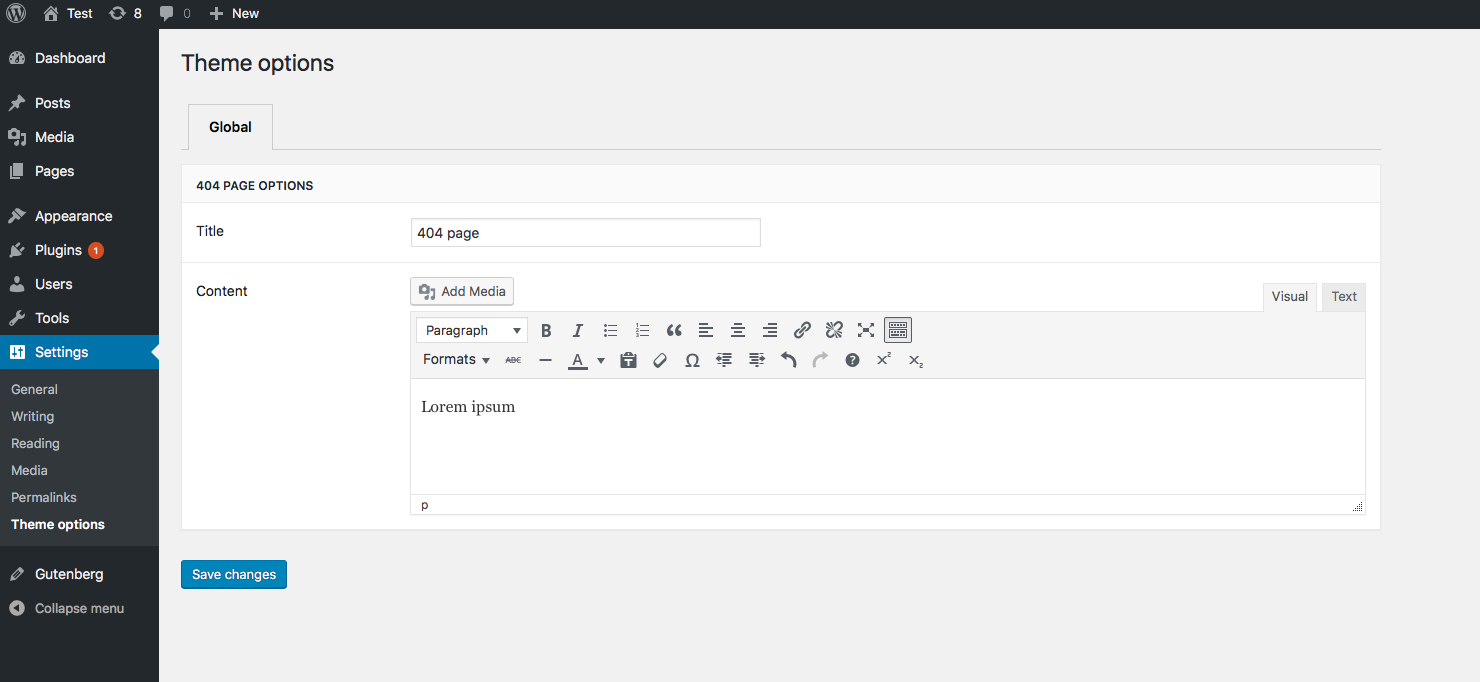 Test 8 0 New
Dashboard
Posts
Media
Pages
Appearance
Plugins 1
Users
Tools
Settings
General
Writing
Reading
Media
Permalinks
Theme options
Gutenberg
Collapse menu
Theme options
Global
404 PAGE OPTIONS
Title
404 page
Content
Add Media
Visual Text
Paragraph B I
Formats ABC A Ω X² X₂
Lorem ipsum
p
Save changes